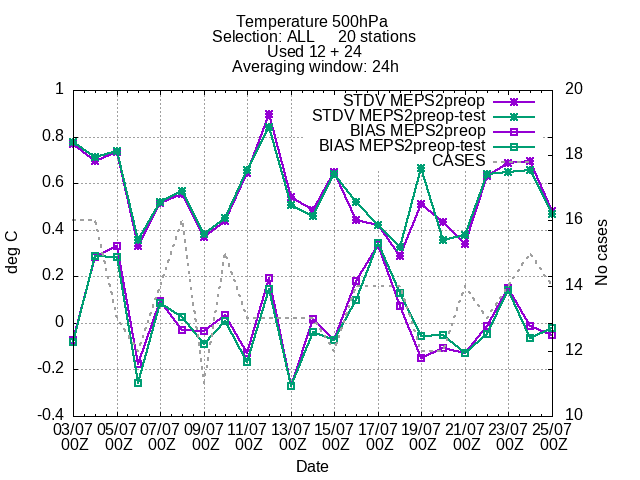 Temperature 500hPa
Selection: ALL 20 stations
Used 12 + 24
Averaging window: 24h
STDV MEPS2preop
STDV MEPS2preop-test
BIAS MEPS2preop
BIAS MEPS2preop-test
CASES
deg C
1
0.8
0.6
0.4
0.2
0
-0.2
-0.4
20
18
16
14
12
10
No cases
03/07 05/07 07/07 09/07 11/07 13/07 15/07 17/07 19/07 21/07 23/07 25/07
00Z 00Z 00Z 00Z 00Z 00Z 00Z 00Z 00Z 00Z 00Z 00Z
Date